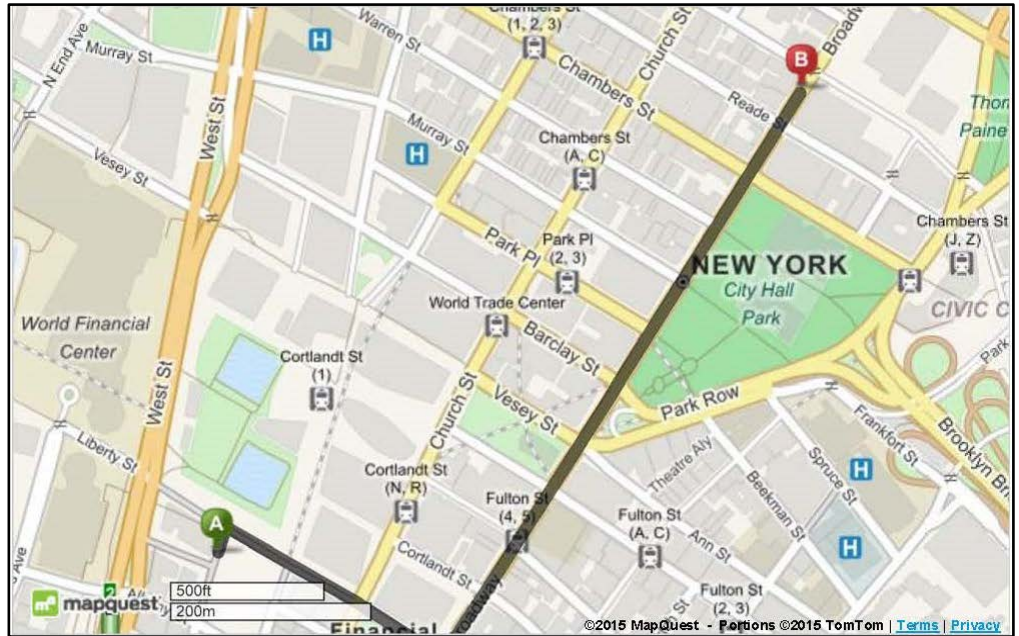 Chambers St
(1, 2, 3)
Warren St
Church St
Broadway
N End Ave
Murray St
H
West St
Chambers St
B
Reade St
Thom
Paine
Murray St
Chambers St
(A, C)
H
Vesey St
Chambers St
(J, Z)
Park Pl
Park Pl
(2, 3)
NEW YORK
City Hall
Park
CIVIC C
World Trade Center
World Financial
Center
Barclay St
Cortlandt St
(1)
Park
West St
Church St
Vesey St
Park Row
Frankfort St
Brooklyn Br
Liberty St
Theatre Aly
Spruce St
Beekman St
H
Cortlandt St
(N, R)
Fulton St
(4, 5)
Fulton St
(A, C)
A
Ann St
H
Cortlandt St
Ave
Fulton St
(2, 3)
mapquest
500ft
200m
Broadway
Financial
©2015 MapQuest - Portions ©2015 TomTom | Terms | Privacy